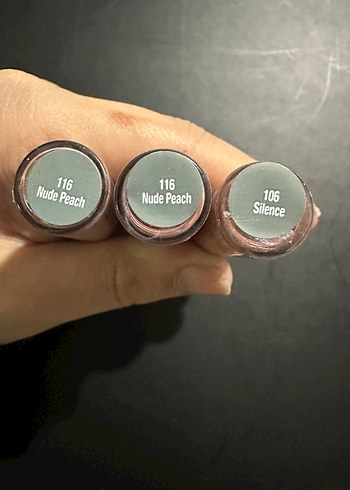 116
Nude Peach
116
Nude Peach
106
Silence